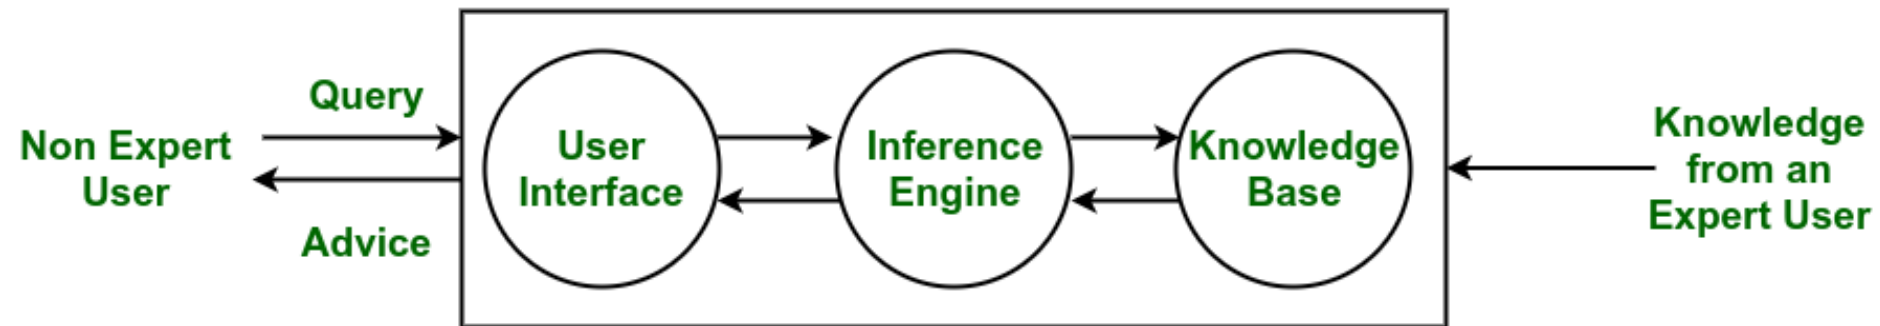 Query
Non Expert
User
Advice
User
Interface
Inference
Engine
Knowledge
Base
Knowledge
from an
Expert User